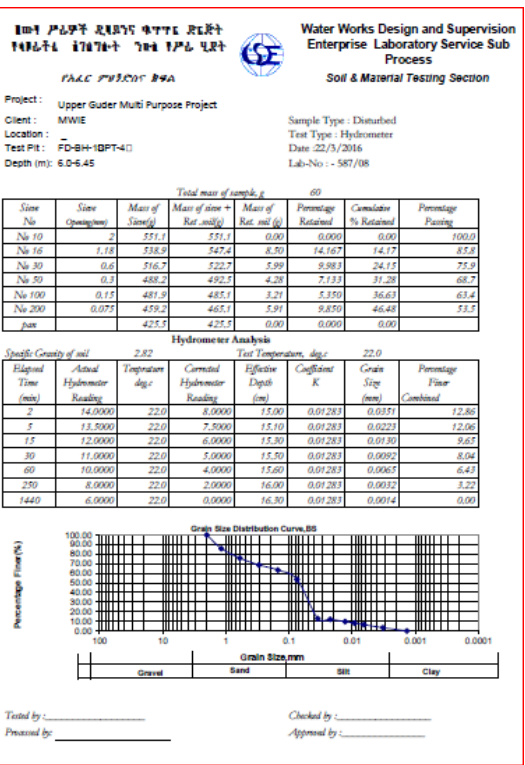 የውሃ ሥራዎች ዲዛይንና ቁጥጥር ድርጅት
የላቦራቶሪ አገልግሎት ንዑስ የሥራ ሂደት
የአፈር ምህንድስና ክፍል
Water Works Design and Supervision
Enterprise Laboratory Service Sub
Process
Soil & Material Testing Section
Project : Upper Guder Multi Purpose Project
Client : MWIE
Location : _
Test Pit : FD-BH-1BPT-4□
Depth (m): 6.0-6.45
Sample Type : Disturbed
Test Type : Hydrometer
Date :22/3/2016
Lab-No : - 587/08
Total mass of sample, g 60
Sieve No Sieve Opening(mm) Mass of Sieve(g) Mass of sieve + Ret .soil(g) Mass of Ret. soil (g) Percentage Retained Cumulative % Retained Percentage Passing
No 10 2 551.1 551.1 0.00 0.000 0.00 100.0
No 16 1.18 538.9 547.4 8.50 14.167 14.17 85.8
No 30 0.6 516.7 522.7 5.99 9.983 24.15 75.9
No 50 0.3 488.2 492.5 4.28 7.133 31.28 68.7
No 100 0.15 481.9 485.1 3.21 5.350 36.63 63.4
No 200 0.075 459.2 465.1 5.91 9.850 46.48 53.5
pan 425.5 425.5 0.00 0.000 0.00
Hydrometer Analysis
Specific Gravity of soil 2.82 Test Temperature, deg,c 22.0
Elapsed Time (min) Actual Hydrometer Reading Temprature deg,c Corrected Hydrometer Reading Effective Depth (cm) Coefficient K Grain Size (mm) Percentage Finer Combined
2 14.0000 22.0 8.0000 15.00 0.01283 0.0351 12.86
5 13.5000 22.0 7.5000 15.10 0.01283 0.0223 12.06
15 12.0000 22.0 6.0000 15.30 0.01283 0.0130 9.65
30 11.0000 22.0 5.0000 15.50 0.01283 0.0092 8.04
60 10.0000 22.0 4.0000 15.60 0.01283 0.0065 6.43
250 8.0000 22.0 2.0000 16.00 0.01283 0.0032 3.22
1440 6.0000 22.0 0.0000 16.30 0.01283 0.0014 0.00
Grain Size Distribution Curve,BS
Percentage Finer(%)
100.00
90.00
80.00
70.00
60.00
50.00
40.00
30.00
20.00
10.00
0.00
100 10 1 0.1 0.01 0.001 0.0001
Grain Size,mm
Gravel Sand Silt Clay
Tested by :
Processed by:
Checked by :
Approved by :